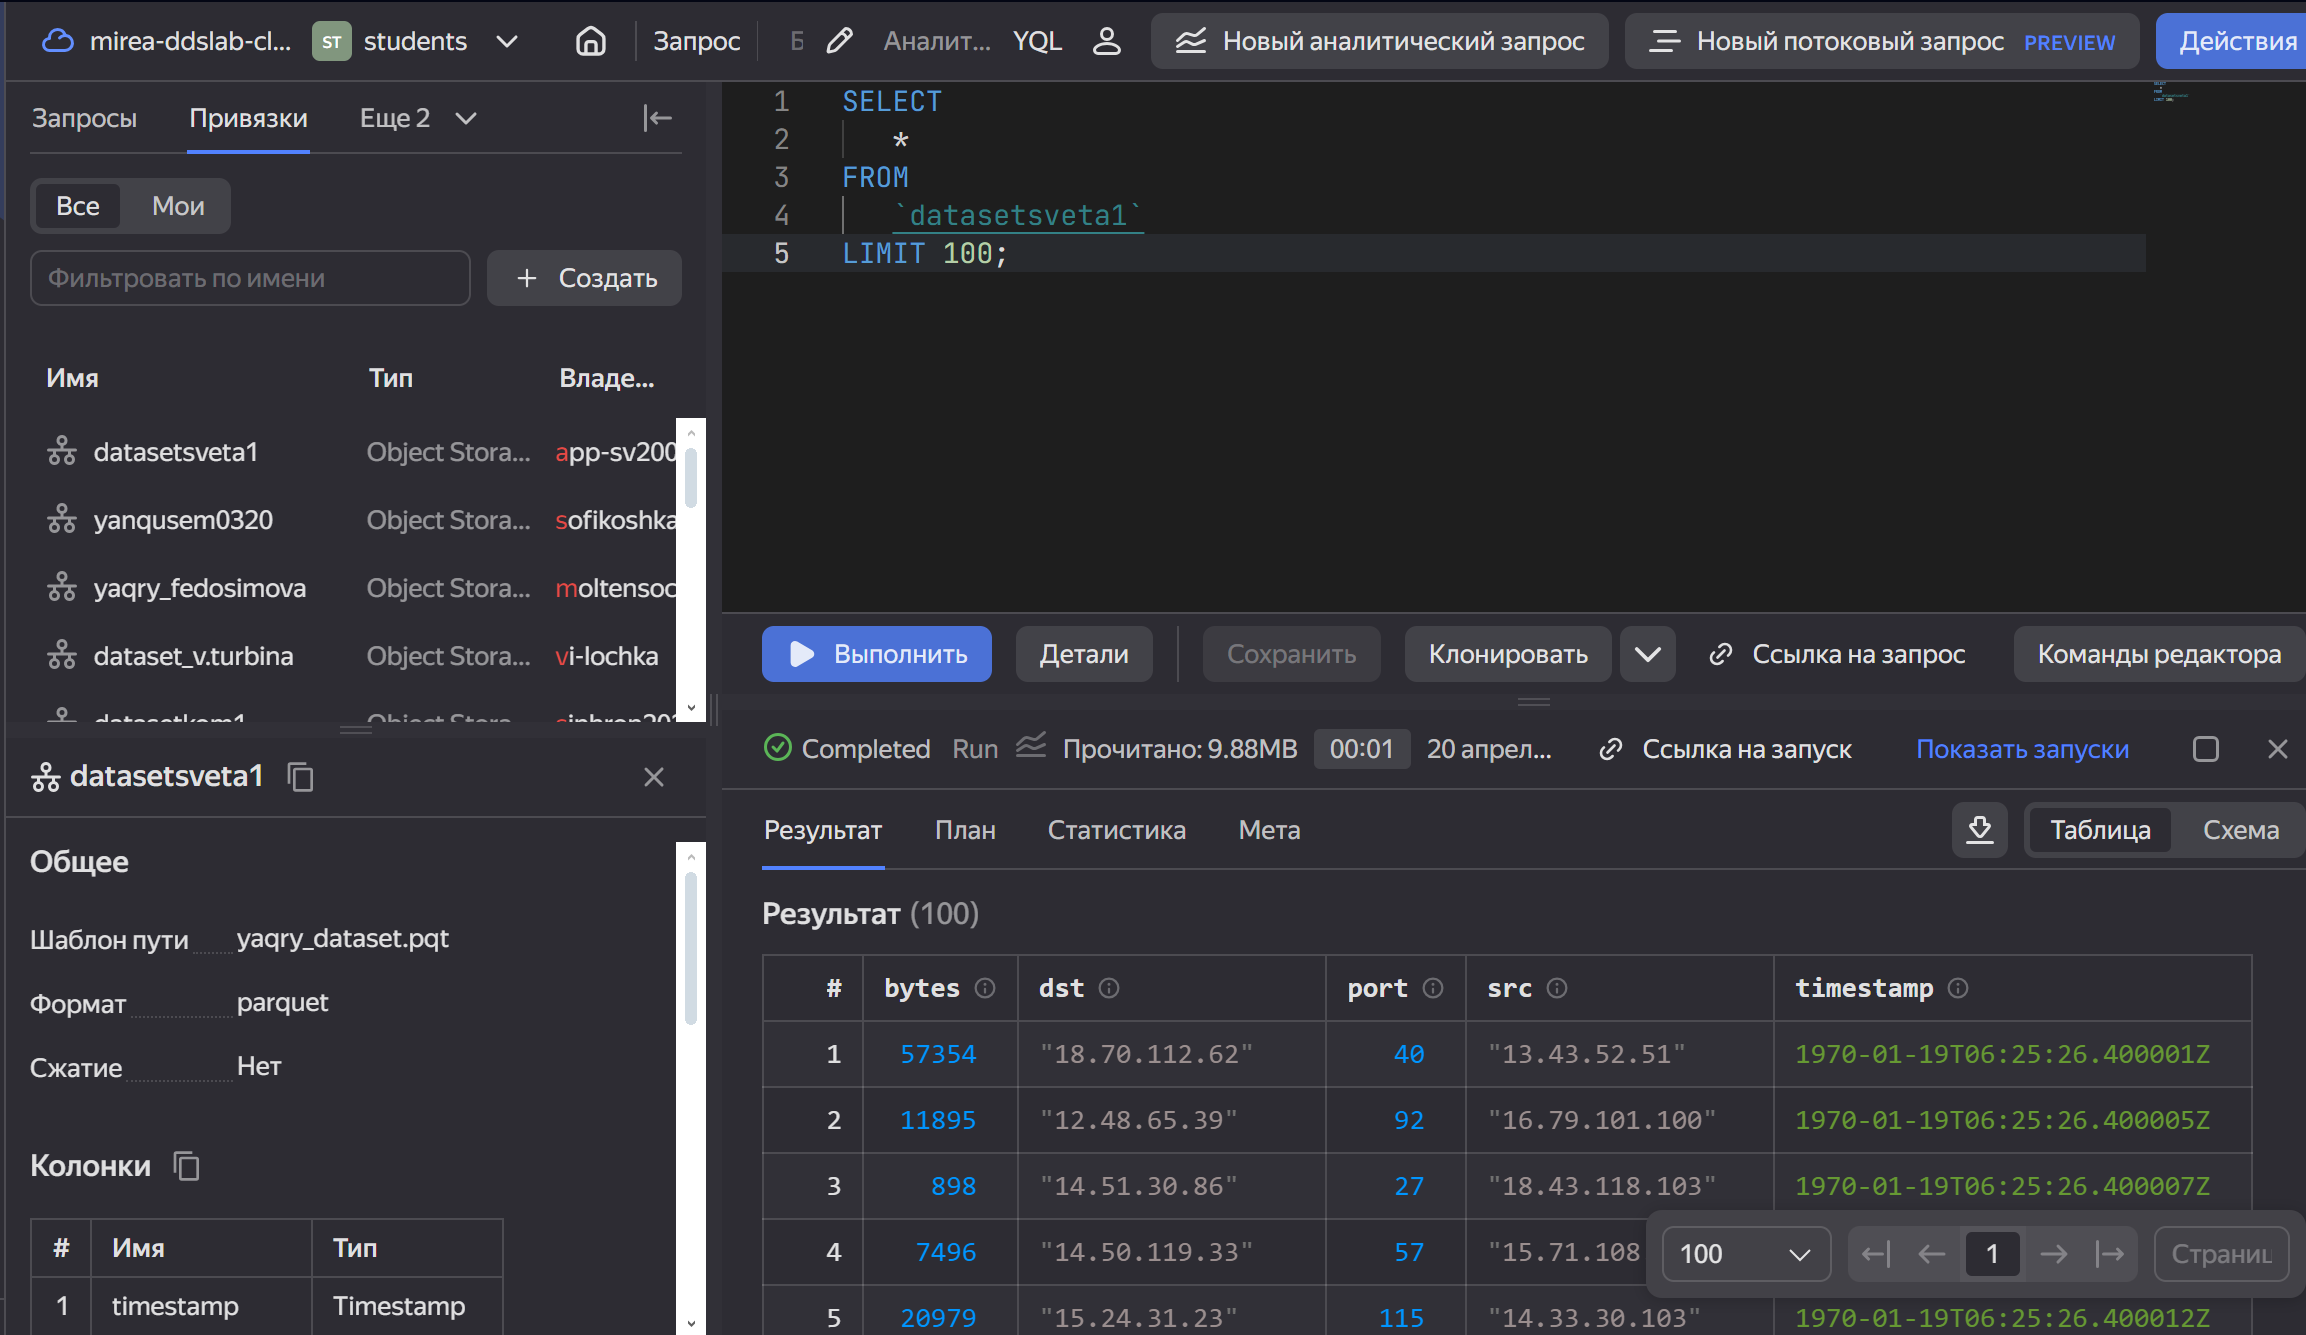 mirea-ddslab-cl... ST students Запрос Б Аналит... YQL Новый аналитический запрос Новый потоковый запрос PREVIEW Действия
Запросы Привязки Еще 2
Все Мои
Фильтровать по имени + Создать
Имя Тип Владе...
datasetsveta1 Object Stora... app-sv200
yanqusem0320 Object Stora... sofikoshka
yaqry_fedosimova Object Stora... moltensoc
dataset_v.turbina Object Stora... vi-lochka
datasetsveta1
Общее
Шаблон пути yaqry_dataset.pqt
Формат parquet
Сжатие Нет
Колонки
# Имя Тип
1 timestamp Timestamp
1 SELECT
2 *
3 FROM
4 `datasetsveta1`
5 LIMIT 100;
Выполнить Детали Сохранить Клонировать Ссылка на запрос Команды редактора
Completed Run Прочитано: 9.88MB 00:01 20 апрел... Ссылка на запуск Показать запуски
Результат План Статистика Мета Таблица Схема
Результат (100)
# bytes dst port src timestamp
1 57354 "18.70.112.62" 40 "13.43.52.51" 1970-01-19T06:25:26.400001Z
2 11895 "12.48.65.39" 92 "16.79.101.100" 1970-01-19T06:25:26.400005Z
3 898 "14.51.30.86" 27 "18.43.118.103" 1970-01-19T06:25:26.400007Z
4 7496 "14.50.119.33" 57 "15.71.108
100 1 Страниц
5 20979 "15.24.31.23" 115 "14.33.30.103" 1970-01-19T06:25:26.400012Z